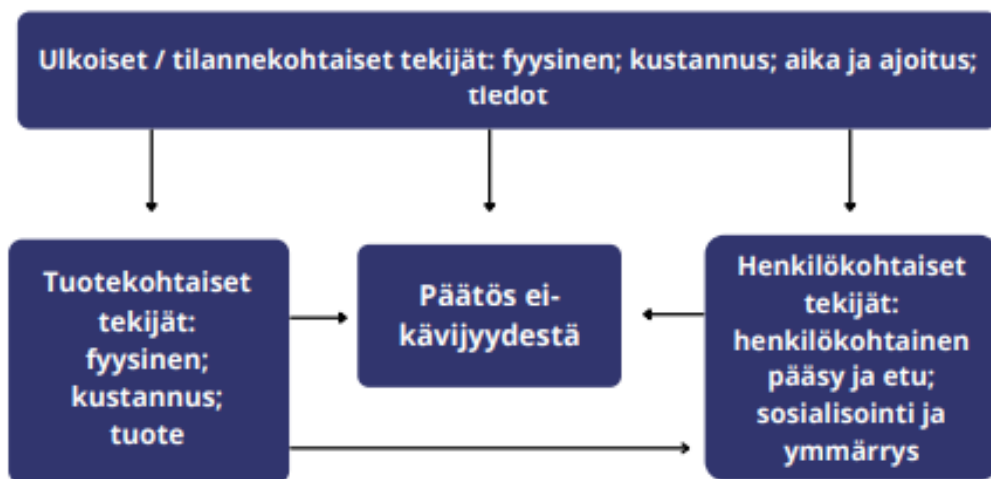 Ulkoiset / tilannekohtaiset tekijät: fyysinen; kustannus; aika ja ajoitus;
tiedot
Tuotekohtaiset
tekijät:
fyysinen;
kustannus;
tuote
Päätös ei-
kävijyydestä
Henkilökohtaiset
tekijät:
henkilökohtainen
pääsy ja etu;
sosialisointi ja
ymmärrys